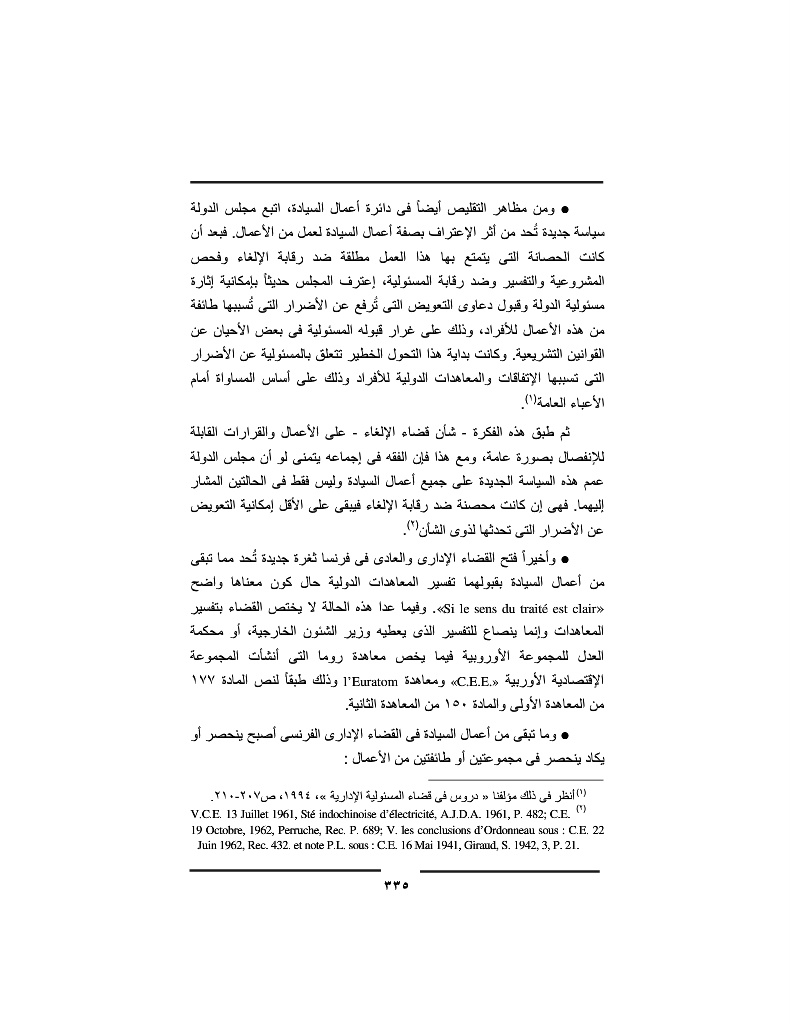 ● ومن مظاهر التقليص أيضاً فى دائرة أعمال السيادة، اتبع مجلس الدولة
سياسة جديدة تُحد من أثر الإعتراف بصفة أعمال السيادة لعمل من الأعمال. فبعد أن
كانت الحصانة التى يتمتع بها هذا العمل مطلقة ضد رقابة الإلغاء وفحص
المشروعية والتفسير وضد رقابة المسئولية، إعترف المجلس حديثاً بإمكانية إثارة
مسئولية الدولة وقبول دعاوى التعويض التى تُرفع عن الأضرار التى تُسببها طائفة
من هذه الأعمال للأفراد، وذلك على غرار قبوله المسئولية فى بعض الأحيان عن
القوانين التشريعية. وكانت بداية هذا التحول الخطير تتعلق بالمسئولية عن الأضرار
التى تسببها الإتفاقات والمعاهدات الدولية للأفراد وذلك على أساس المساواة أمام
الأعباء العامة(١).
ثم طبق هذه الفكرة - شأن قضاء الإلغاء - على الأعمال والقرارات القابلة
للإنفصال بصورة عامة، ومع هذا فإن الفقه فى إجماعه يتمنى لو أن مجلس الدولة
عمم هذه السياسة الجديدة على جميع أعمال السيادة وليس فقط فى الحالتين المشار
إليهما. فهى إن كانت محصنة ضد رقابة الإلغاء فيبقى على الأقل إمكانية التعويض
عن الأضرار التى تحدثها لذوى الشأن(٢).
● وأخيراً فتح القضاء الإدارى والعادى فى فرنسا ثغرة جديدة تُحد مما تبقى
من أعمال السيادة بقبولهما تفسير المعاهدات الدولية حال كون معناها واضح
«Si le sens du traité est clair». وفيما عدا هذه الحالة لا يختص القضاء بتفسير
المعاهدات وإنما ينصاع للتفسير الذى يعطيه وزير الشئون الخارجية، أو محكمة
العدل للمجموعة الأوروبية فيما يخص معاهدة روما التى أنشأت المجموعة
الإقتصادية الأوربية «C.E.E.» ومعاهدة l’Euratom وذلك طبقاً لنص المادة ١٧٧
من المعاهدة الأولى والمادة ١٥٠ من المعاهدة الثانية.
● وما تبقى من أعمال السيادة فى القضاء الإدارى الفرنسى أصبح ينحصر أو
يكاد ينحصر فى مجموعتين أو طائفتين من الأعمال :
(١) أنظر فى ذلك مؤلفنا « دروس فى قضاء المسئولية الإدارية »، ١٩٩٤، ص٢٠٧-٢١٠.
(٢) V.C.E. 13 Juillet 1961, Sté indochinoise d’électricité, A.J.D.A. 1961, P. 482; C.E.
19 Octobre, 1962, Perruche, Rec. P. 689; V. les conclusions d’Ordonneau sous : C.E. 22
Juin 1962, Rec. 432. et note P.L. sous : C.E. 16 Mai 1941, Giraud, S. 1942, 3, P. 21.
٣٣٥